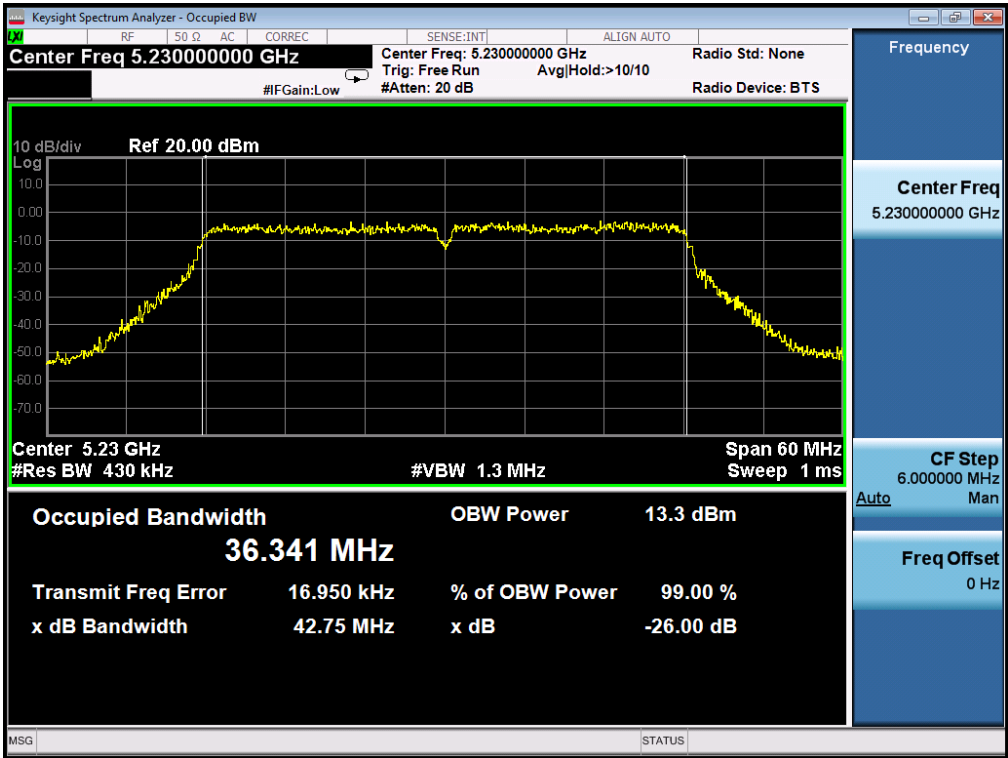 Keysight Spectrum Analyzer - Occupied BW
LXI
RF 50 Ω AC CORREC SENSE:INT ALIGN AUTO
Center Freq 5.230000000 GHz
Center Freq: 5.230000000 GHz Radio Std: None
Trig: Free Run Avg|Hold:>10/10
#IFGain:Low #Atten: 20 dB Radio Device: BTS
10 dB/div Ref 20.00 dBm
Log
10.0
0.00
-10.0
-20.0
-30.0
-40.0
-50.0
-60.0
-70.0
Center 5.23 GHz Span 60 MHz
#Res BW 430 kHz #VBW 1.3 MHz Sweep 1 ms
Occupied Bandwidth OBW Power 13.3 dBm
36.341 MHz
Transmit Freq Error 16.950 kHz % of OBW Power 99.00 %
x dB Bandwidth 42.75 MHz x dB -26.00 dB
MSG STATUS
Frequency
Center Freq
5.230000000 GHz
CF Step
6.000000 MHz
Auto Man
Freq Offset
0 Hz